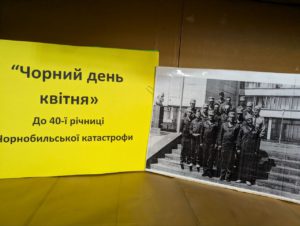 “Чорний день
квітня»
До 40-ї річниці
Чорнобильської катастрофи